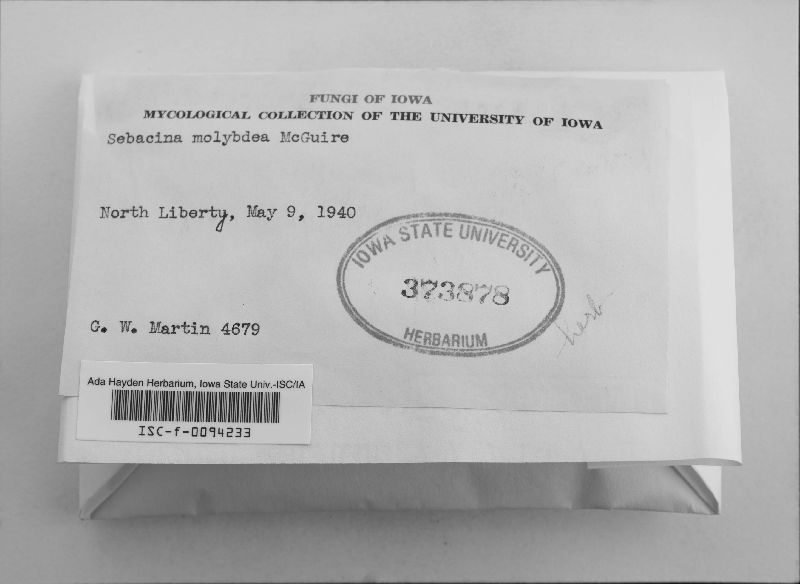 FUNGI OF IOWA
MYCOLOGICAL COLLECTION OF THE UNIVERSITY OF IOWA
Sebacina molybdea McGuire
North Liberty, May 9, 1940
IOWA STATE UNIVERSITY
373878
HERBARIUM
herb
G. W. Martin 4679
Ada Hayden Herbarium, Iowa State Univ.-ISC/IA
ISC-f-0094233